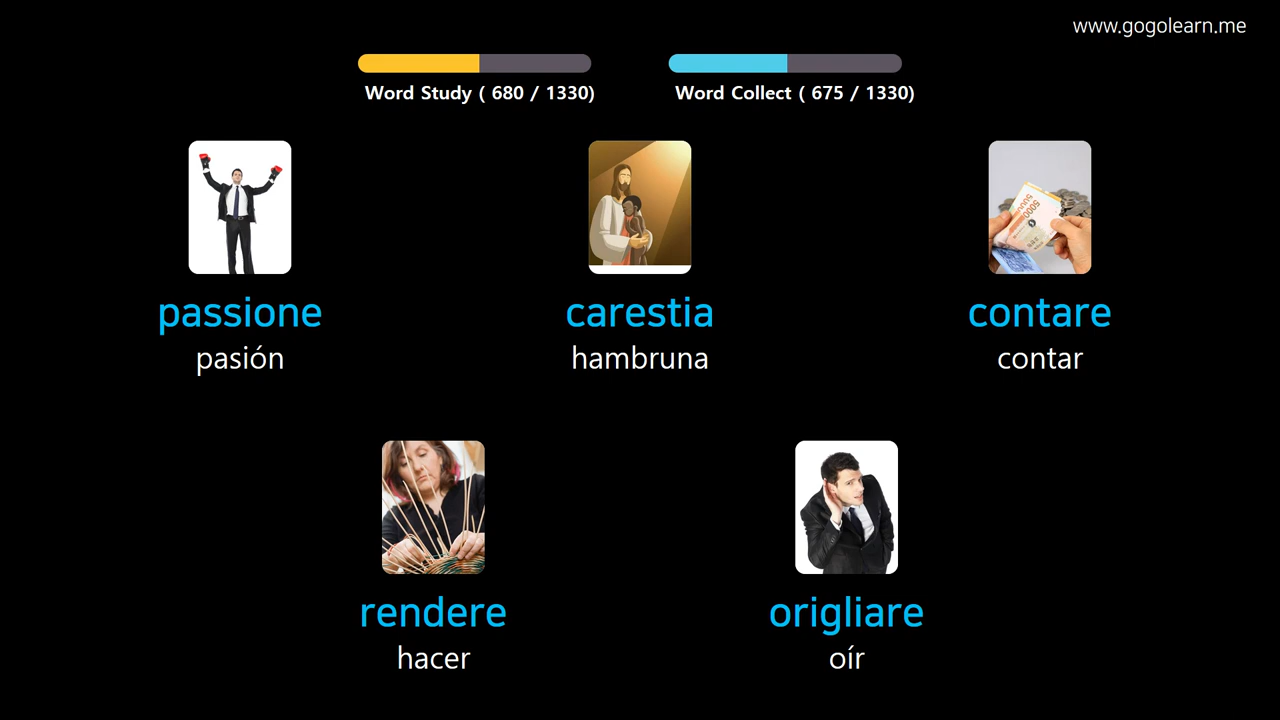 www.gogolearn.me
Word Study ( 680 / 1330)
Word Collect ( 675 / 1330)
passione
pasión
carestia
hambruna
contare
contar
rendere
hacer
origliare
oír